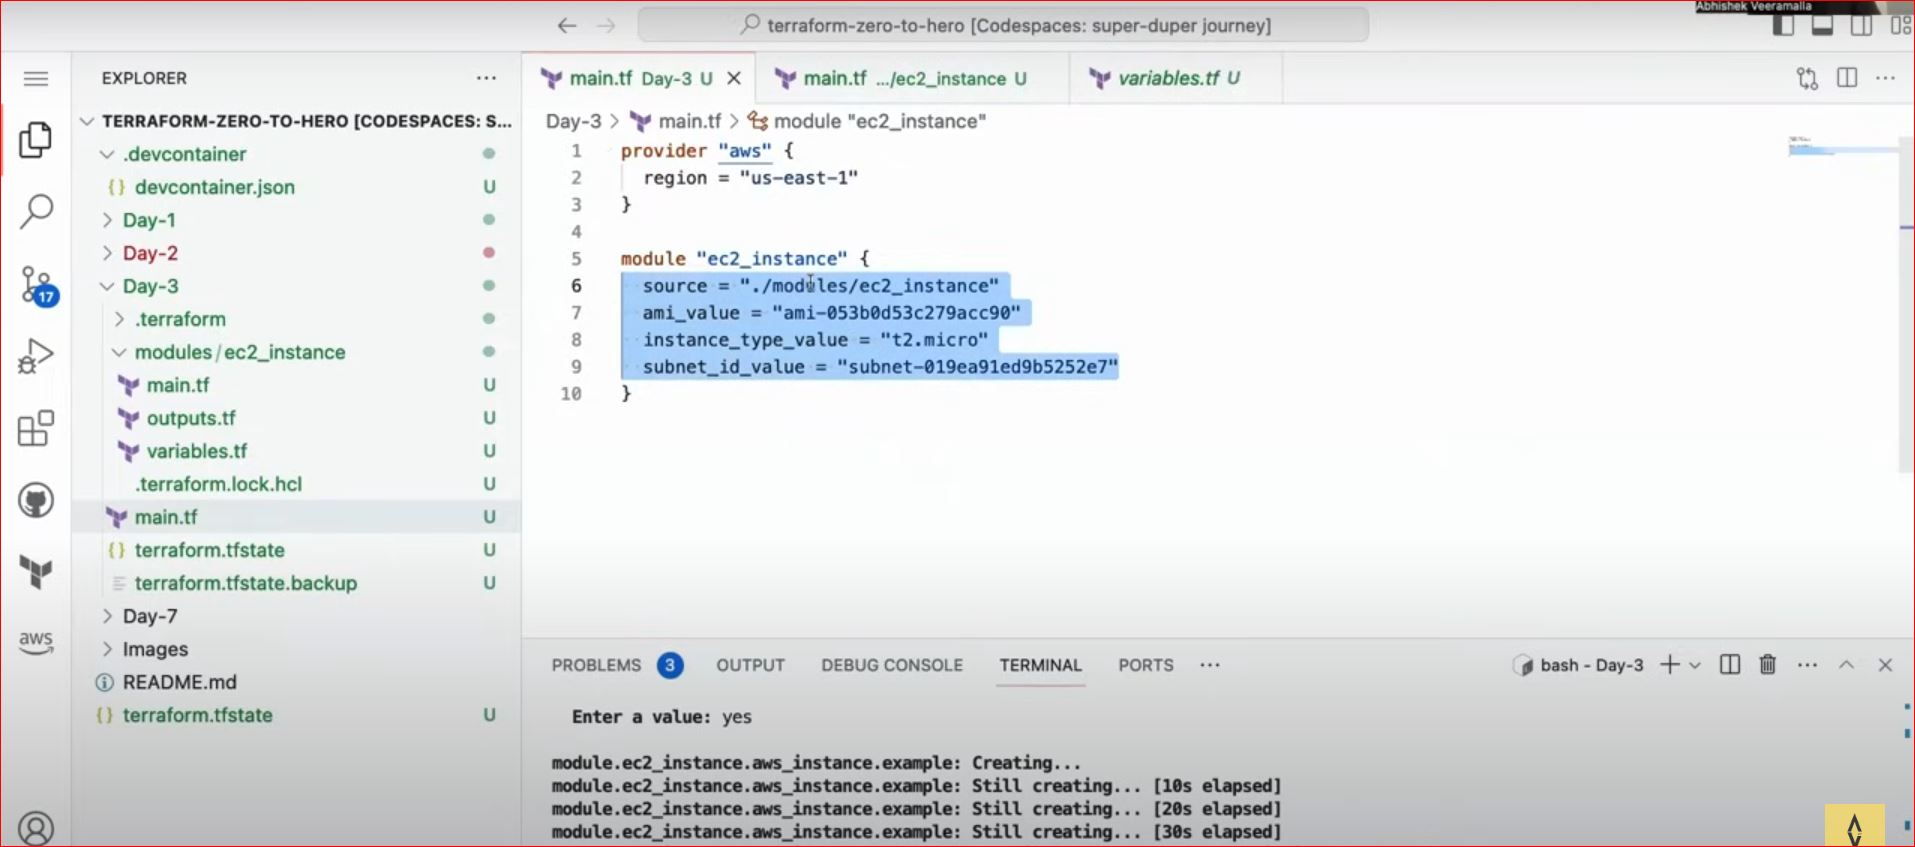 Abhishek Veeramalla
terraform-zero-to-hero [Codespaces: super-duper journey]
EXPLORER
TERRAFORM-ZERO-TO-HERO [CODESPACES: S...
.devcontainer
{} devcontainer.json U
Day-1
Day-2
Day-3
.terraform
modules/ec2_instance
main.tf U
outputs.tf U
variables.tf U
.terraform.lock.hcl U
main.tf U
{} terraform.tfstate U
terraform.tfstate.backup U
Day-7
Images
README.md
{} terraform.tfstate U
17
aws
main.tf Day-3 U
main.tf .../ec2_instance U
variables.tf U
Day-3 > main.tf > module "ec2_instance"
1 provider "aws" {
2 region = "us-east-1"
3 }
4
5 module "ec2_instance" {
6 source = "./modules/ec2_instance"
7 ami_value = "ami-053b0d53c279acc90"
8 instance_type_value = "t2.micro"
9 subnet_id_value = "subnet-019ea91ed9b5252e7"
10 }
PROBLEMS 3 OUTPUT DEBUG CONSOLE TERMINAL PORTS ...
bash - Day-3
Enter a value: yes
module.ec2_instance.aws_instance.example: Creating...
module.ec2_instance.aws_instance.example: Still creating... [10s elapsed]
module.ec2_instance.aws_instance.example: Still creating... [20s elapsed]
module.ec2_instance.aws_instance.example: Still creating... [30s elapsed]